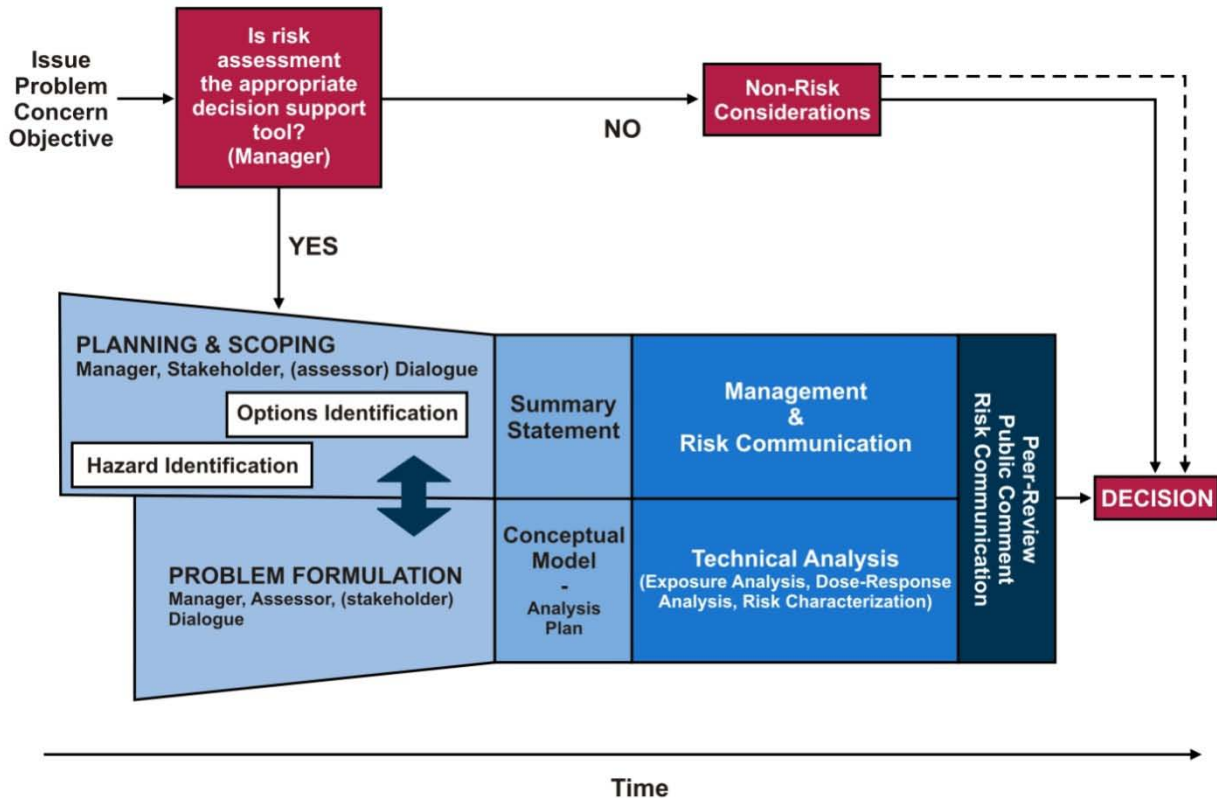 Issue
Problem
Concern
Objective
Is risk
assessment
the appropriate
decision support
tool?
(Manager)
NO
Non-Risk
Considerations
YES
PLANNING & SCOPING
Manager, Stakeholder, (assessor) Dialogue
Options Identification
Hazard Identification
Summary
Statement
Management
&
Risk Communication
PROBLEM FORMULATION
Manager, Assessor, (stakeholder)
Dialogue
Conceptual
Model
-
Analysis
Plan
Technical Analysis
(Exposure Analysis, Dose-Response
Analysis, Risk Characterization)
Peer-Review
Public Comment
Risk Communication
DECISION
Time